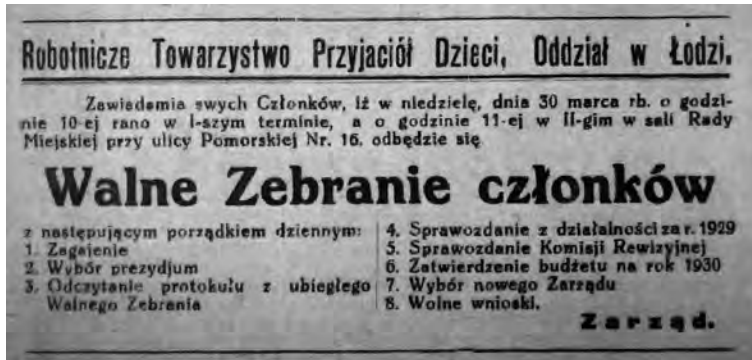 Robotnicze Towarzystwo Przyjaciół Dzieci, Oddział w Łodzi.
Zawiadamia swych Członków, iż w niedzielę, dnia 30 marca rb. o godzi-
nie 10-ej rano w I-szym terminie, a o godzinie 11-ej w II-gim w sali Rady
Miejskiej przy ulicy Pomorskiej Nr. 16. odbędzie się
Walne Zebranie członków
z następującym porządkiem dziennym:
1. Zagajenie
2. Wybór prezydjum
3. Odczytanie protokułu z ubiegłego
Walnego Zebrania
4. Sprawozdanie z działalności za r. 1929
5. Sprawozdanie Komisji Rewizyjnej
6. Zatwierdzenie budżetu na rok 1930
7. Wybór nowego Zarządu
8. Wolne wnioski.
Zarząd.